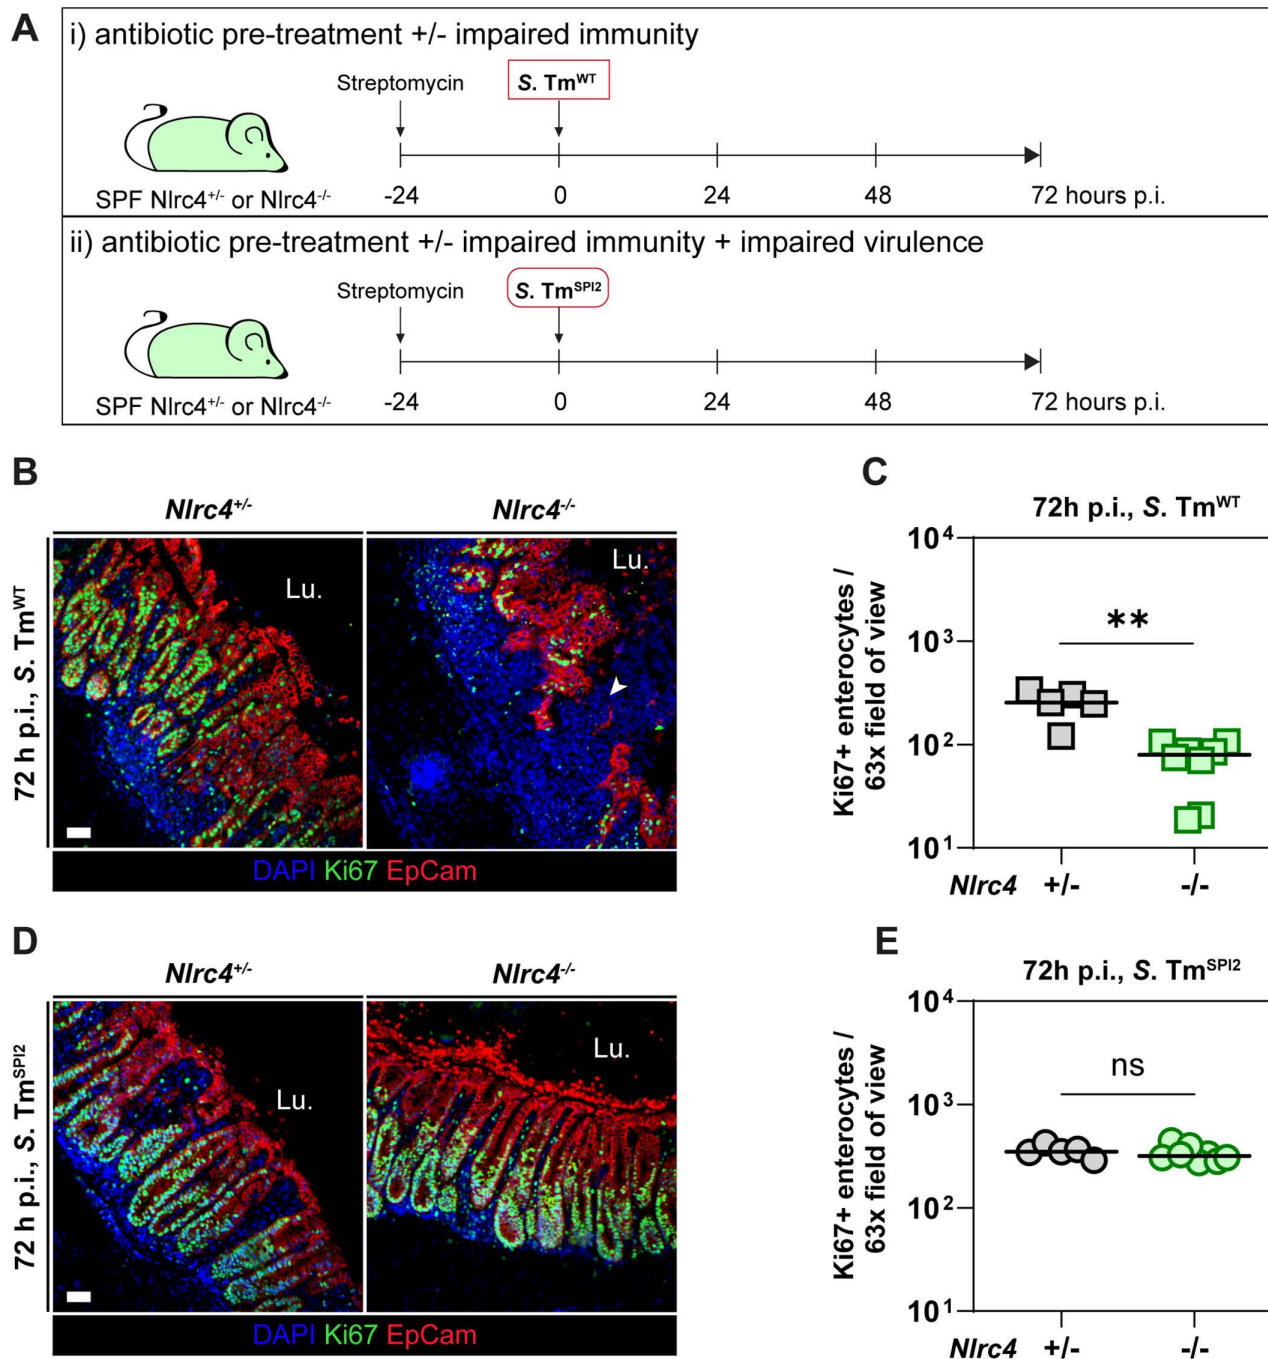 A
i) antibiotic pre-treatment +/- impaired immunity
Streptomycin
S. Tm^WT
SPF Nlrc4+/- or Nlrc4-/-
-24 0 24 48 72 hours p.i.
ii) antibiotic pre-treatment +/- impaired immunity + impaired virulence
Streptomycin
S. Tm^SPI2
SPF Nlrc4+/- or Nlrc4-/-
-24 0 24 48 72 hours p.i.
B
Nlrc4+/- Nlrc4-/-
72 h p.i., S. Tm^WT
Lu. Lu.
DAPI Ki67 EpCam
C
72h p.i., S. Tm^WT
Ki67+ enterocytes /
63x field of view
10^4
10^3
10^2
10^1
**
Nlrc4 +/- -/-
D
Nlrc4+/- Nlrc4-/-
72 h p.i., S. Tm^SPI2
Lu. Lu.
DAPI Ki67 EpCam
E
72h p.i., S. Tm^SPI2
Ki67+ enterocytes /
63x field of view
10^4
10^3
10^2
10^1
ns
Nlrc4 +/- -/-